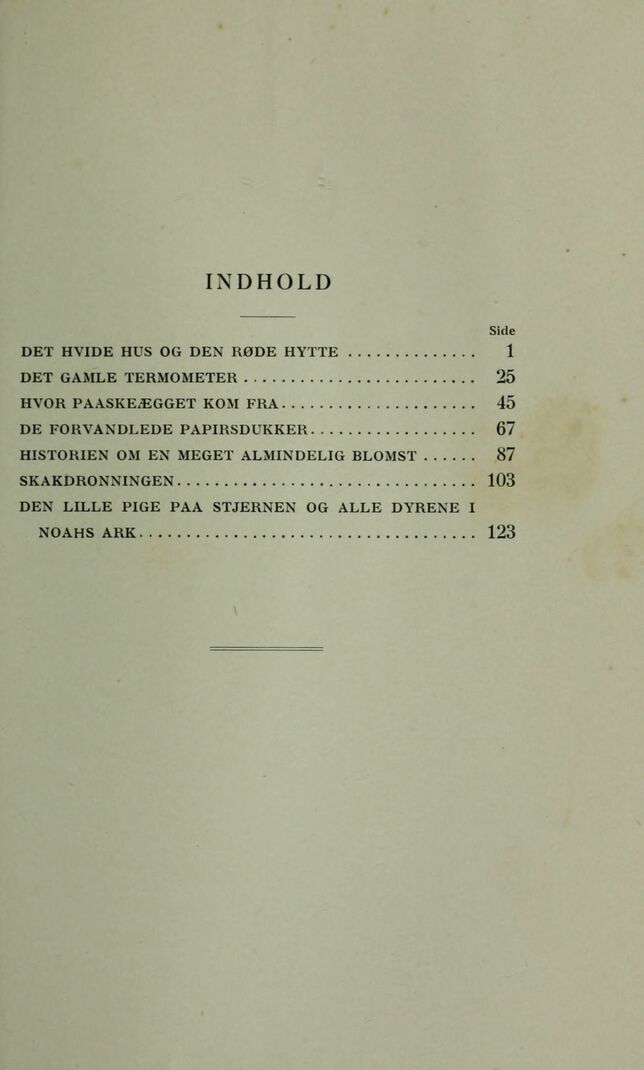 INDHOLD
Side
DET HVIDE HUS OG DEN RØDE HYTTE .............. 1
DET GAMLE TERMOMETER ......................... 25
HVOR PAASKEÆGGET KOM FRA..................... 45
DE FORVANDLEDE PAPIRSDUKKER.................. 67
HISTORIEN OM EN MEGET ALMINDELIG BLOMST ...... 87
SKAKDRONNINGEN................................ 103
DEN LILLE PIGE PAA STJERNEN OG ALLE DYRENE I
NOAHS ARK.................................... 123